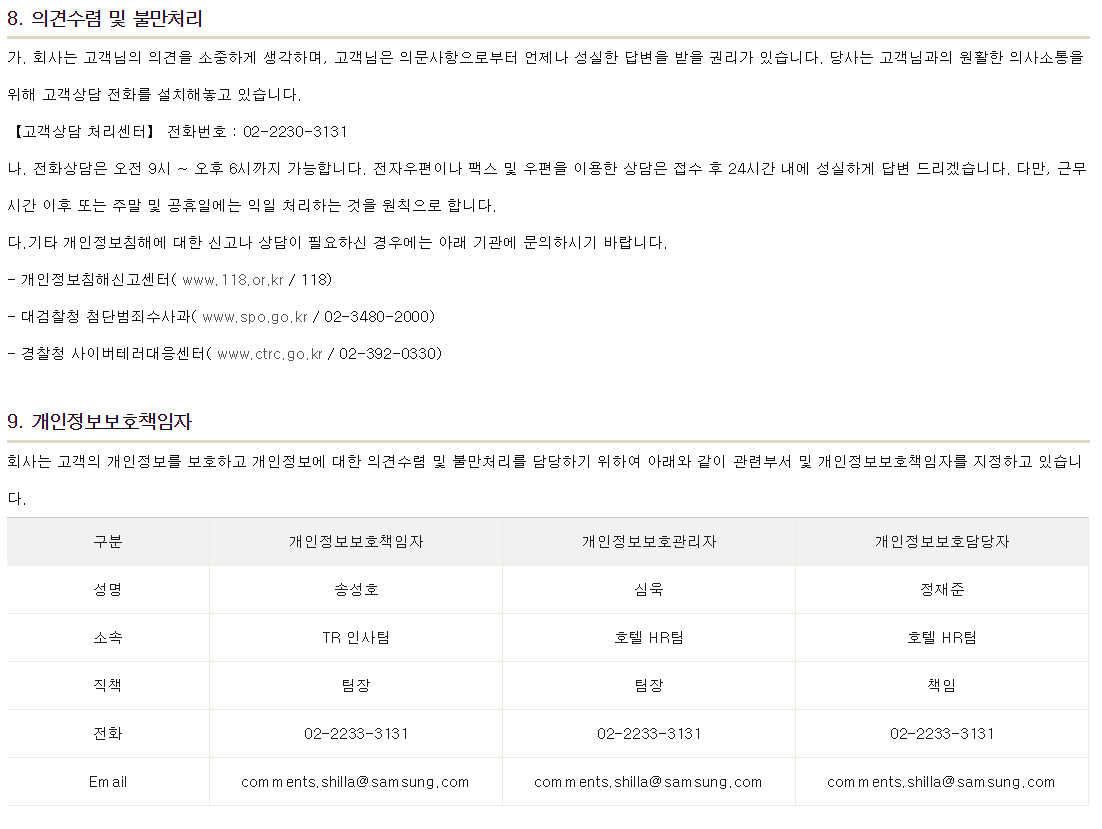 8. 의견수렴 및 불만처리
가. 회사는 고객님의 의견을 소중하게 생각하며, 고객님은 의문사항으로부터 언제나 성실한 답변을 받을 권리가 있습니다. 당사는 고객님과의 원활한 의사소통을
위해 고객상담 전화를 설치해놓고 있습니다.
【고객상담 처리센터】 전화번호 : 02-2230-3131
나. 전화상담은 오전 9시 ~ 오후 6시까지 가능합니다. 전자우편이나 팩스 및 우편을 이용한 상담은 접수 후 24시간 내에 성실하게 답변 드리겠습니다. 다만, 근무
시간 이후 또는 주말 및 공휴일에는 익일 처리하는 것을 원칙으로 합니다.
다.기타 개인정보침해에 대한 신고나 상담이 필요하신 경우에는 아래 기관에 문의하시기 바랍니다.
- 개인정보침해신고센터( www.118.or.kr / 118)
- 대검찰청 첨단범죄수사과( www.spo.go.kr / 02-3480-2000)
- 경찰청 사이버테러대응센터( www.ctrc.go.kr / 02-392-0330)
9. 개인정보보호책임자
회사는 고객의 개인정보를 보호하고 개인정보에 대한 의견수렴 및 불만처리를 담당하기 위하여 아래와 같이 관련부서 및 개인정보보호책임자를 지정하고 있습니
다.
구분 개인정보보호책임자 개인정보보호관리자 개인정보보호담당자
성명 송성호 심욱 정재준
소속 TR 인사팀 호텔 HR팀 호텔 HR팀
직책 팀장 팀장 책임
전화 02-2233-3131 02-2233-3131 02-2233-3131
Email comments.shilla@samsung.com comments.shilla@samsung.com comments.shilla@samsung.com